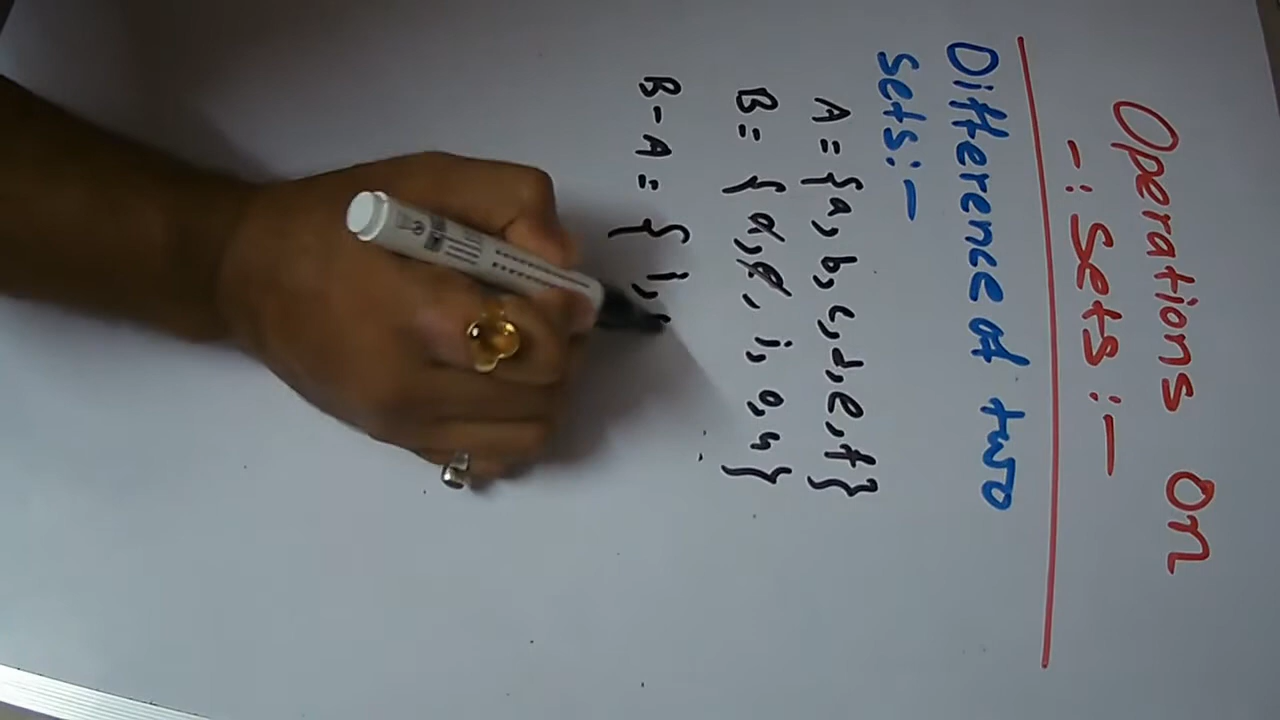 Operations on
-: Sets :-
Difference of two
sets:-
A = {a, b, c, d, e, f}
B = {a, e, i, o, u}
B - A = { i,